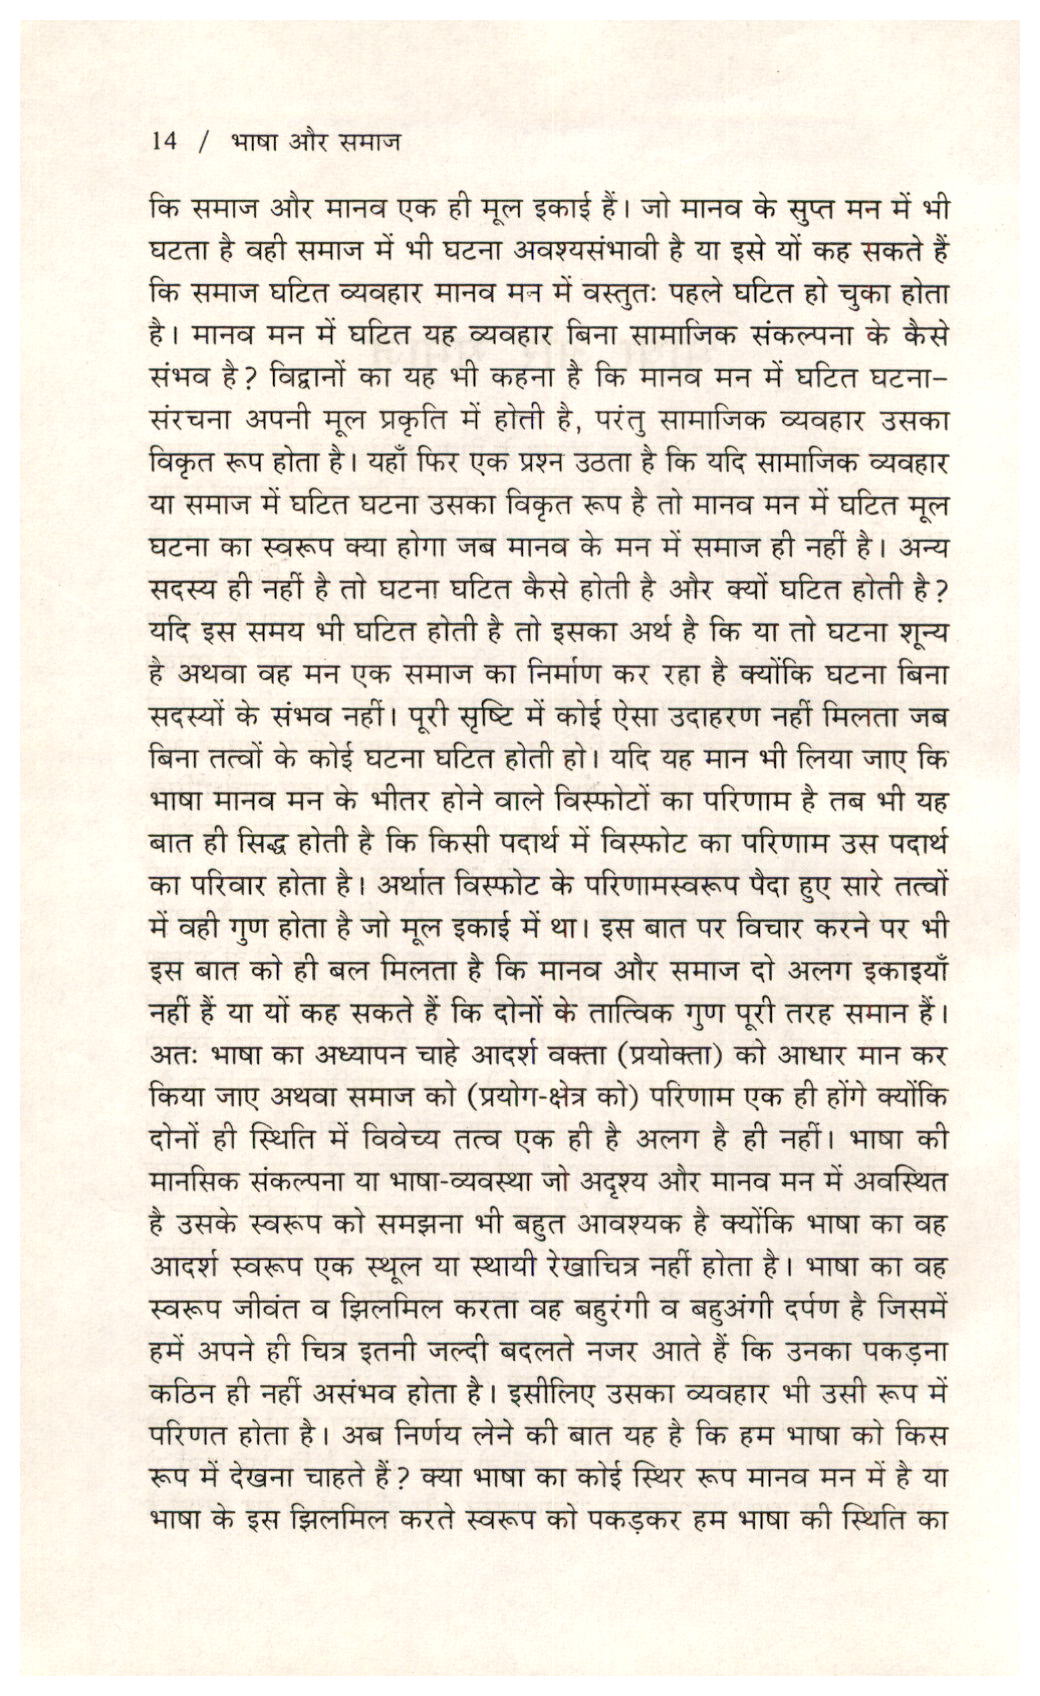 14 / भाषा और समाज
कि समाज और मानव एक ही मूल इकाई हैं। जो मानव के सुप्त मन में भी
घटता है वही समाज में भी घटना अवश्यसंभावी है या इसे यों कह सकते हैं
कि समाज घटित व्यवहार मानव मन में वस्तुतः पहले घटित हो चुका होता
है। मानव मन में घटित यह व्यवहार बिना सामाजिक संकल्पना के कैसे
संभव है? विद्वानों का यह भी कहना है कि मानव मन में घटित घटना–
संरचना अपनी मूल प्रकृति में होती है, परंतु सामाजिक व्यवहार उसका
विकृत रूप होता है। यहाँ फिर एक प्रश्न उठता है कि यदि सामाजिक व्यवहार
या समाज में घटित घटना उसका विकृत रूप है तो मानव मन में घटित मूल
घटना का स्वरूप क्या होगा जब मानव के मन में समाज ही नहीं है। अन्य
सदस्य ही नहीं है तो घटना घटित कैसे होती है और क्यों घटित होती है?
यदि इस समय भी घटित होती है तो इसका अर्थ है कि या तो घटना शून्य
है अथवा वह मन एक समाज का निर्माण कर रहा है क्योंकि घटना बिना
सदस्यों के संभव नहीं। पूरी सृष्टि में कोई ऐसा उदाहरण नहीं मिलता जब
बिना तत्वों के कोई घटना घटित होती हो। यदि यह मान भी लिया जाए कि
भाषा मानव मन के भीतर होने वाले विस्फोटों का परिणाम है तब भी यह
बात ही सिद्ध होती है कि किसी पदार्थ में विस्फोट का परिणाम उस पदार्थ
का परिवार होता है। अर्थात विस्फोट के परिणामस्वरूप पैदा हुए सारे तत्वों
में वही गुण होता है जो मूल इकाई में था। इस बात पर विचार करने पर भी
इस बात को ही बल मिलता है कि मानव और समाज दो अलग इकाइयाँ
नहीं हैं या यों कह सकते हैं कि दोनों के तात्विक गुण पूरी तरह समान हैं।
अतः भाषा का अध्यापन चाहे आदर्श वक्ता (प्रयोक्ता) को आधार मान कर
किया जाए अथवा समाज को (प्रयोग-क्षेत्र को) परिणाम एक ही होंगे क्योंकि
दोनों ही स्थिति में विवेच्य तत्व एक ही है अलग है ही नहीं। भाषा की
मानसिक संकल्पना या भाषा-व्यवस्था जो अदृश्य और मानव मन में अवस्थित
है उसके स्वरूप को समझना भी बहुत आवश्यक है क्योंकि भाषा का वह
आदर्श स्वरूप एक स्थूल या स्थायी रेखाचित्र नहीं होता है। भाषा का वह
स्वरूप जीवंत व झिलमिल करता वह बहुरंगी व बहुअंगी दर्पण है जिसमें
हमें अपने ही चित्र इतनी जल्दी बदलते नजर आते हैं कि उनका पकड़ना
कठिन ही नहीं असंभव होता है। इसीलिए उसका व्यवहार भी उसी रूप में
परिणत होता है। अब निर्णय लेने की बात यह है कि हम भाषा को किस
रूप में देखना चाहते हैं? क्या भाषा का कोई स्थिर रूप मानव मन में है या
भाषा के इस झिलमिल करते स्वरूप को पकड़कर हम भाषा की स्थिति का